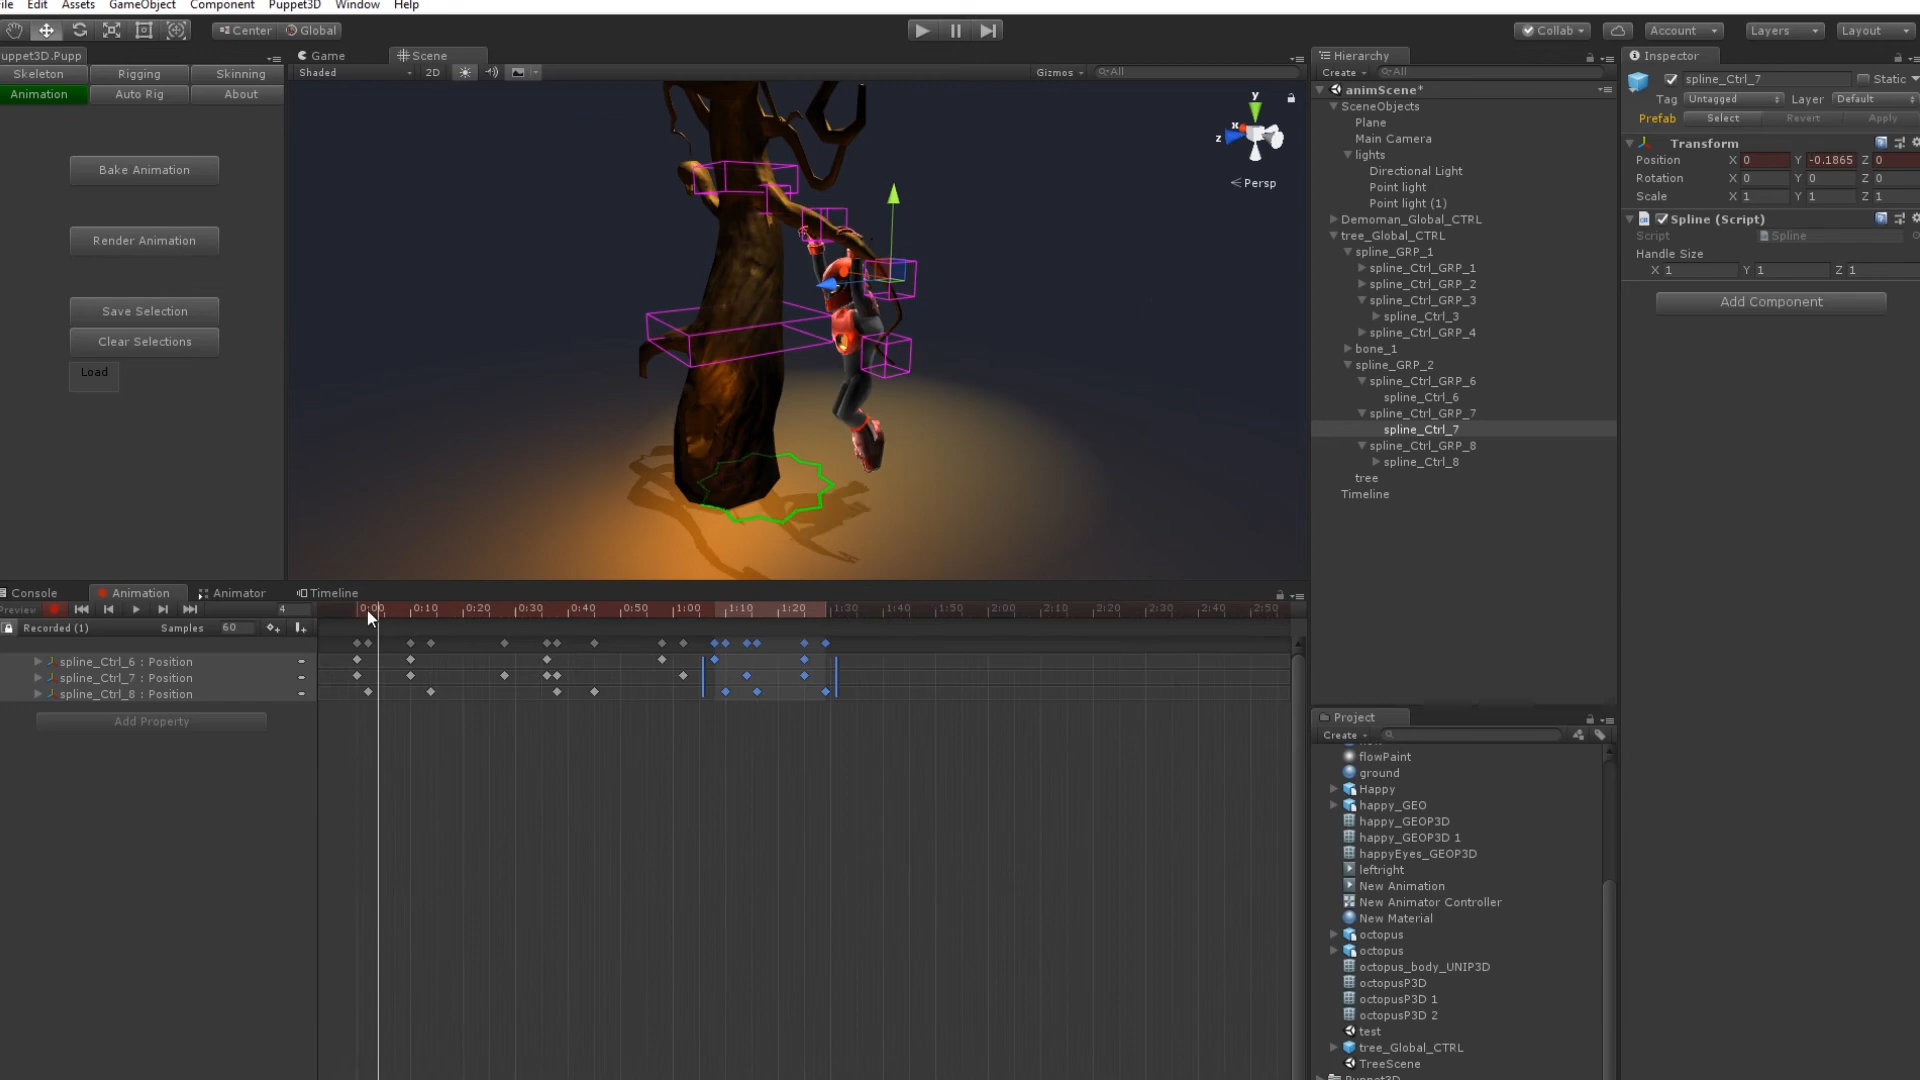 File Edit Assets GameObject Component Puppet3D Window Help
Center Global
Collab Account Layers Layout
uppet3D.Pupp
Skeleton Rigging Skinning
Animation Auto Rig About
Bake Animation
Render Animation
Save Selection
Clear Selections
Load
Game Scene
Shaded 2D Gizmos All
y
x
z
Persp
Console Animation Animator Timeline
Preview 4 0:00 0:10 0:20 0:30 0:40 0:50 1:00 1:10 1:20 1:30 1:40 1:50 2:00 2:10 2:20 2:30 2:40 2:50
Recorded (1) Samples 60
spline_Ctrl_6 : Position
spline_Ctrl_7 : Position
spline_Ctrl_8 : Position
Add Property
Hierarchy
Create All
animScene*
SceneObjects
Plane
Main Camera
lights
Directional Light
Point light
Point light (1)
Demoman_Global_CTRL
tree_Global_CTRL
spline_GRP_1
spline_Ctrl_GRP_1
spline_Ctrl_GRP_2
spline_Ctrl_GRP_3
spline_Ctrl_3
spline_Ctrl_GRP_4
bone_1
spline_GRP_2
spline_Ctrl_GRP_6
spline_Ctrl_6
spline_Ctrl_GRP_7
spline_Ctrl_7
spline_Ctrl_GRP_8
spline_Ctrl_8
tree
Timeline
Project
Create
flowPaint
ground
Happy
happy_GEO
happy_GEOP3D
happy_GEOP3D 1
happyEyes_GEOP3D
leftright
New Animation
New Animator Controller
New Material
octopus
octopus
octopus_body_UNIP3D
octopusP3D
octopusP3D 1
octopusP3D 2
test
tree_Global_CTRL
TreeScene
Puppet3D
Inspector
spline_Ctrl_7 Static
Tag Untagged Layer Default
Prefab Select Revert Apply
Transform
Position X 0 Y -0.1865 Z 0
Rotation X 0 Y 0 Z 0
Scale X 1 Y 1 Z 1
Spline (Script)
Script Spline
Handle Size
X 1 Y 1 Z 1
Add Component